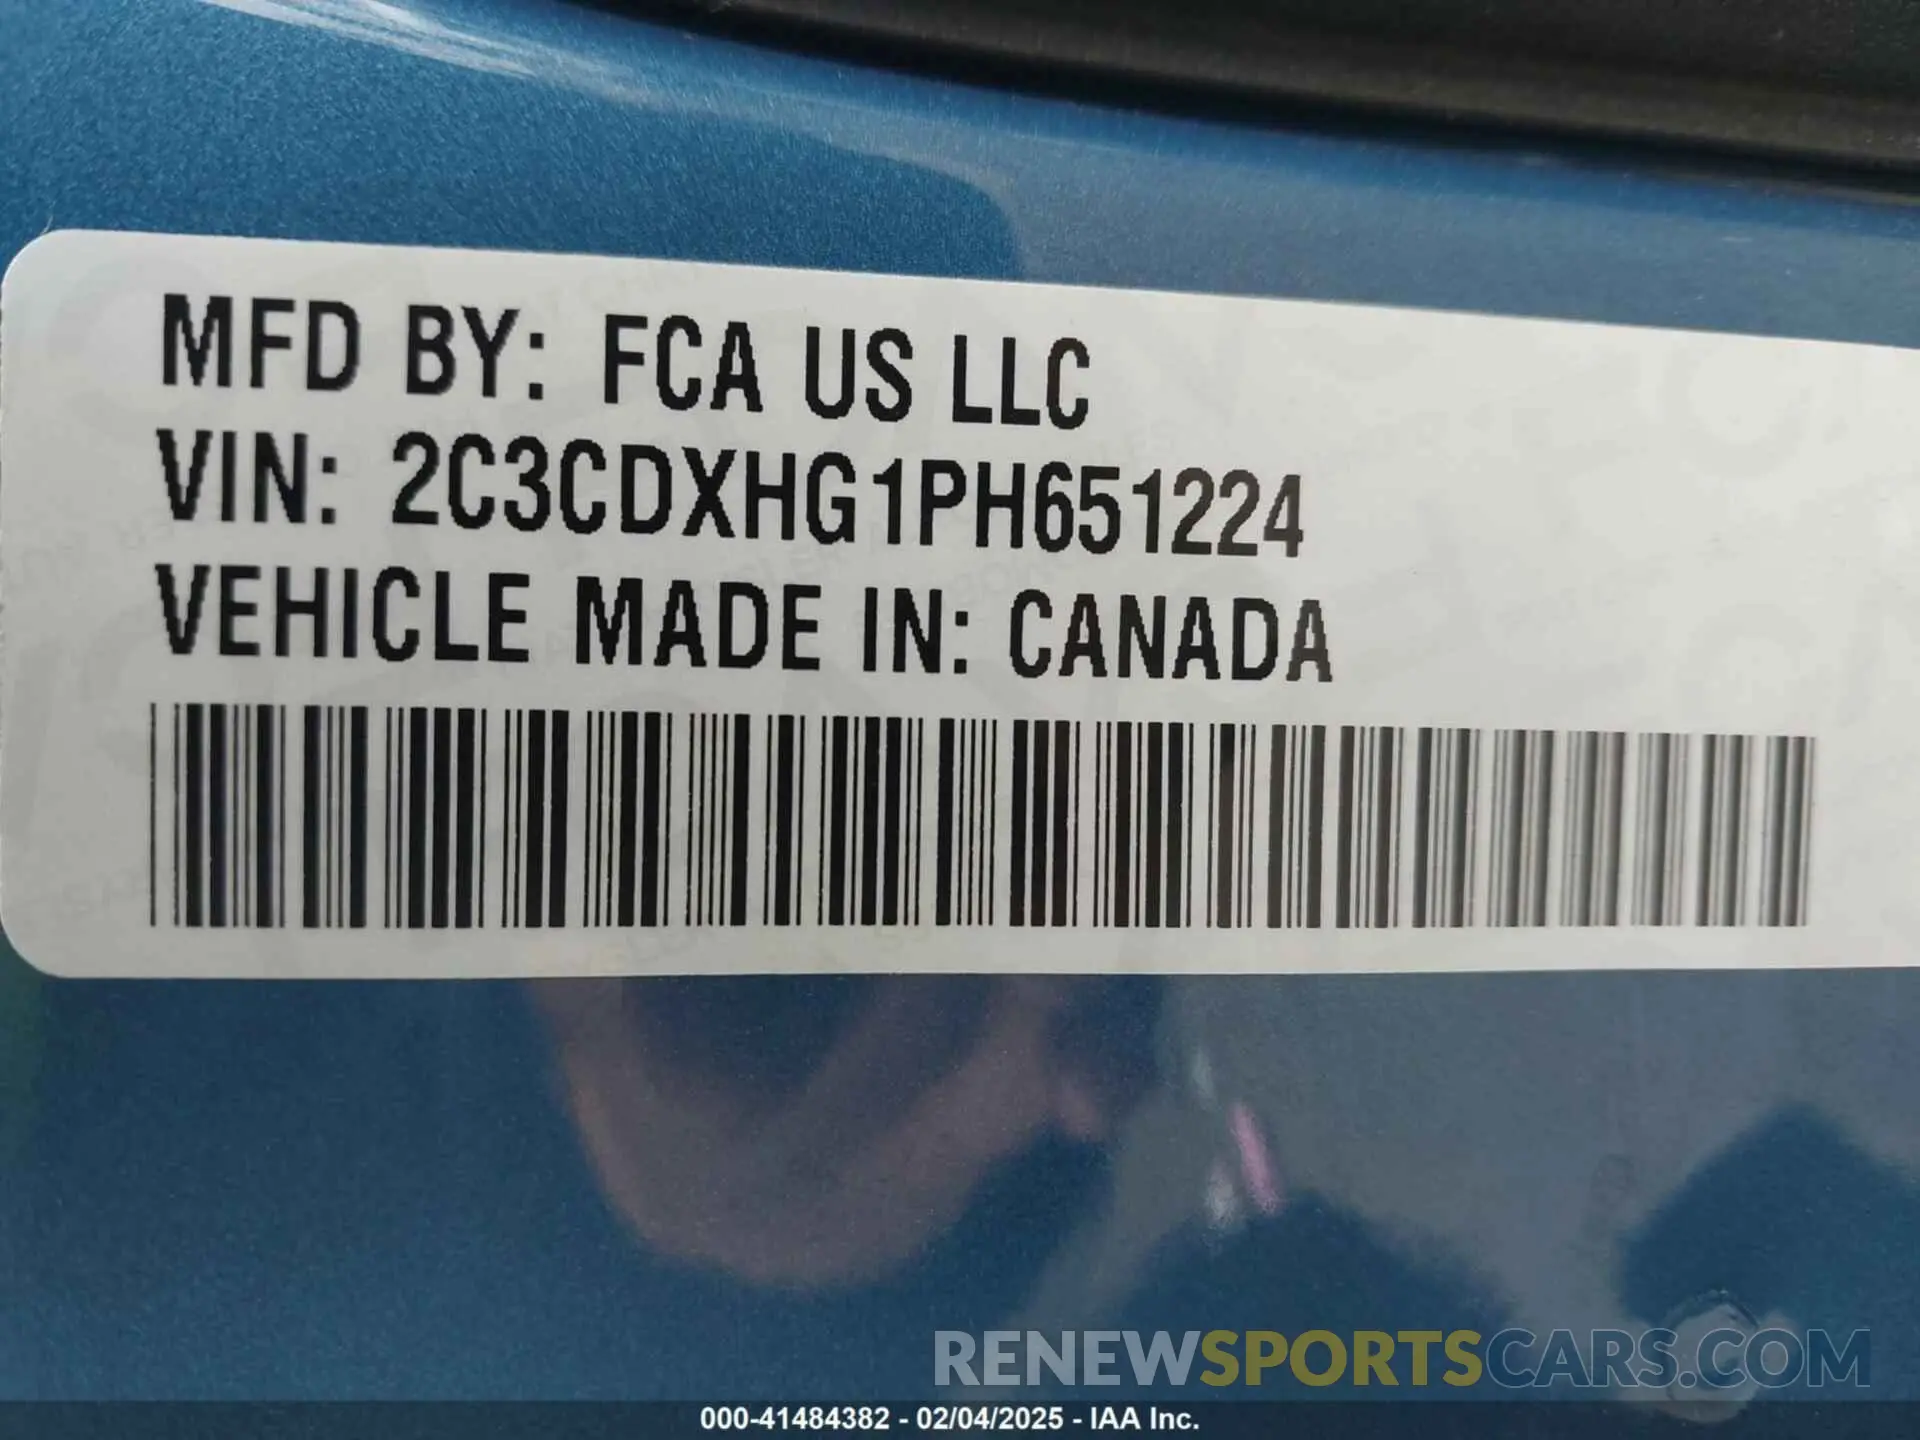 MFD BY: FCA US LLC
VIN: 2C3CDXHG1PH651224
VEHICLE MADE IN: CANADA
RENEWSPORTSCARS.COM
000-41484382 - 02/04/2025 - IAA Inc.